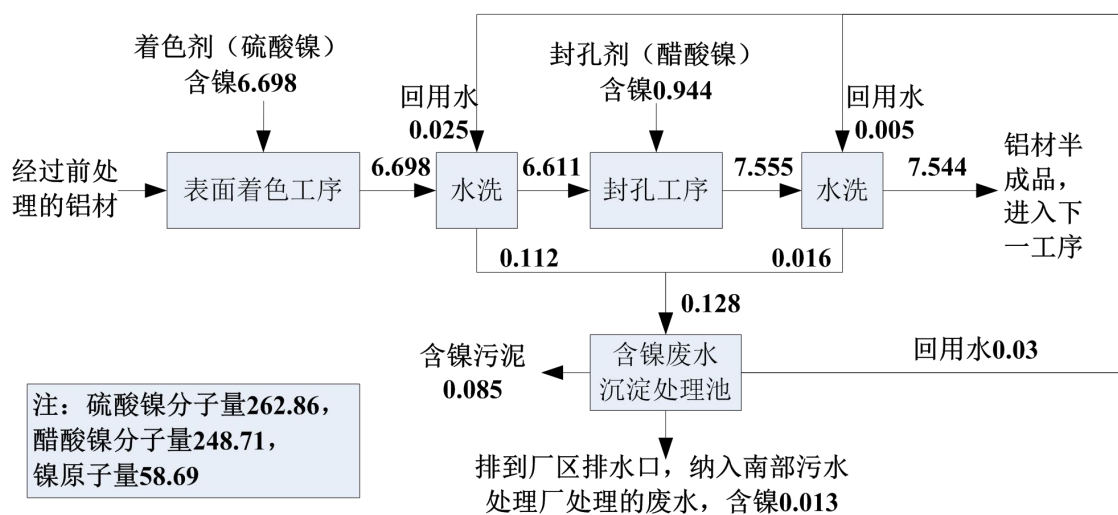 着色剂（硫酸镍）
含镍6.698
封孔剂（醋酸镍）
含镍0.944
回用水
0.025
回用水
0.005
经过前处
理的铝材
表面着色工序
6.698
水洗
6.611
封孔工序
7.555
水洗
7.544
铝材半
成品，
进入下
一工序
0.112
0.016
0.128
含镍污泥
0.085
含镍废水
沉淀处理池
回用水0.03
注：硫酸镍分子量262.86，
醋酸镍分子量248.71，
镍原子量58.69
排到厂区排水口，纳入南部污水
处理厂处理的废水，含镍0.013